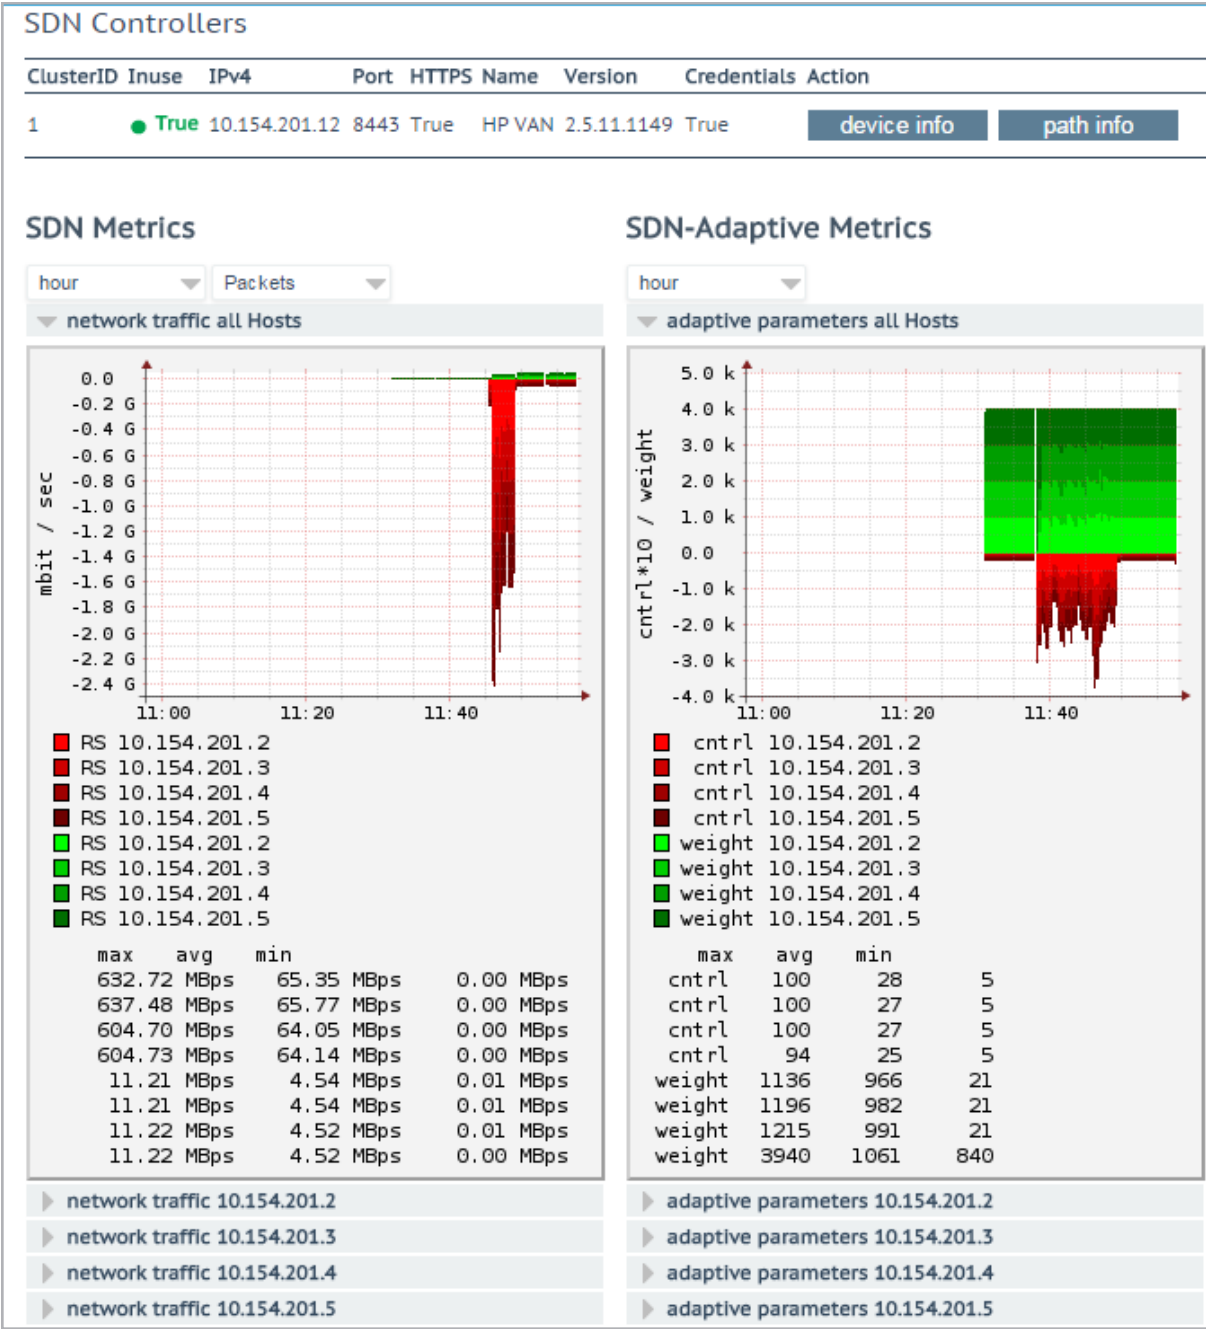 SDN Controllers
ClusterID Inuse IPv4 Port HTTPS Name Version Credentials Action
1 True 10.154.201.12 8443 True HP VAN 2.5.11.1149 True device info path info
SDN Metrics
hour Packets
network traffic all Hosts
mbit / sec
0.0
-0.2 G
-0.4 G
-0.6 G
-0.8 G
-1.0 G
-1.2 G
-1.4 G
-1.6 G
-1.8 G
-2.0 G
-2.2 G
-2.4 G
11:00 11:20 11:40
RS 10.154.201.2
RS 10.154.201.3
RS 10.154.201.4
RS 10.154.201.5
RS 10.154.201.2
RS 10.154.201.3
RS 10.154.201.4
RS 10.154.201.5
max avg min
632.72 MBps 65.35 MBps 0.00 MBps
637.48 MBps 65.77 MBps 0.00 MBps
604.70 MBps 64.05 MBps 0.00 MBps
604.73 MBps 64.14 MBps 0.00 MBps
11.21 MBps 4.54 MBps 0.01 MBps
11.21 MBps 4.54 MBps 0.01 MBps
11.22 MBps 4.52 MBps 0.01 MBps
11.22 MBps 4.52 MBps 0.00 MBps
network traffic 10.154.201.2
network traffic 10.154.201.3
network traffic 10.154.201.4
network traffic 10.154.201.5
SDN-Adaptive Metrics
hour
adaptive parameters all Hosts
cntrl*10 / weight
5.0 k
4.0 k
3.0 k
2.0 k
1.0 k
0.0
-1.0 k
-2.0 k
-3.0 k
-4.0 k
11:00 11:20 11:40
cntrl 10.154.201.2
cntrl 10.154.201.3
cntrl 10.154.201.4
cntrl 10.154.201.5
weight 10.154.201.2
weight 10.154.201.3
weight 10.154.201.4
weight 10.154.201.5
max avg min
cntrl 100 28 5
cntrl 100 27 5
cntrl 100 27 5
cntrl 94 25 5
weight 1136 966 21
weight 1196 982 21
weight 1215 991 21
weight 3940 1061 840
adaptive parameters 10.154.201.2
adaptive parameters 10.154.201.3
adaptive parameters 10.154.201.4
adaptive parameters 10.154.201.5